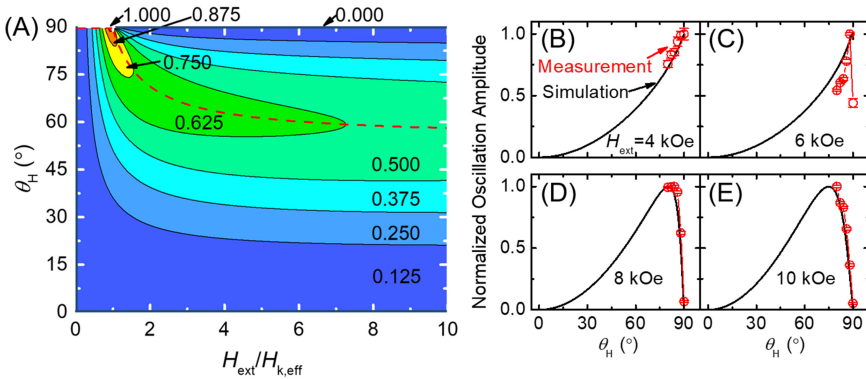 (A)
1.000
0.875
0.000
0.750
0.625
0.500
0.375
0.250
0.125
90
75
60
45
30
15
0
θH (°)
0 2 4 6 8 10
Hext/Hk,eff
Normalized Oscillation Amplitude
(B)
Measurement
Simulation
Hext=4 kOe
1.0
0.5
0.0
(C)
6 kOe
(D)
8 kOe
1.0
0.5
0.0
0 30 60 90
θH (°)
(E)
10 kOe
0 30 60 90
θH (°)